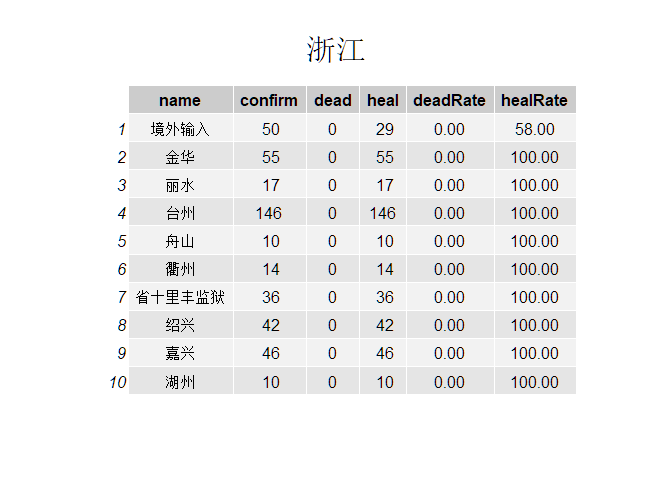 浙江
name confirm dead heal deadRate healRate
1 境外输入 50 0 29 0.00 58.00
2 金华 55 0 55 0.00 100.00
3 丽水 17 0 17 0.00 100.00
4 台州 146 0 146 0.00 100.00
5 舟山 10 0 10 0.00 100.00
6 衢州 14 0 14 0.00 100.00
7 省十里丰监狱 36 0 36 0.00 100.00
8 绍兴 42 0 42 0.00 100.00
9 嘉兴 46 0 46 0.00 100.00
10 湖州 10 0 10 0.00 100.00